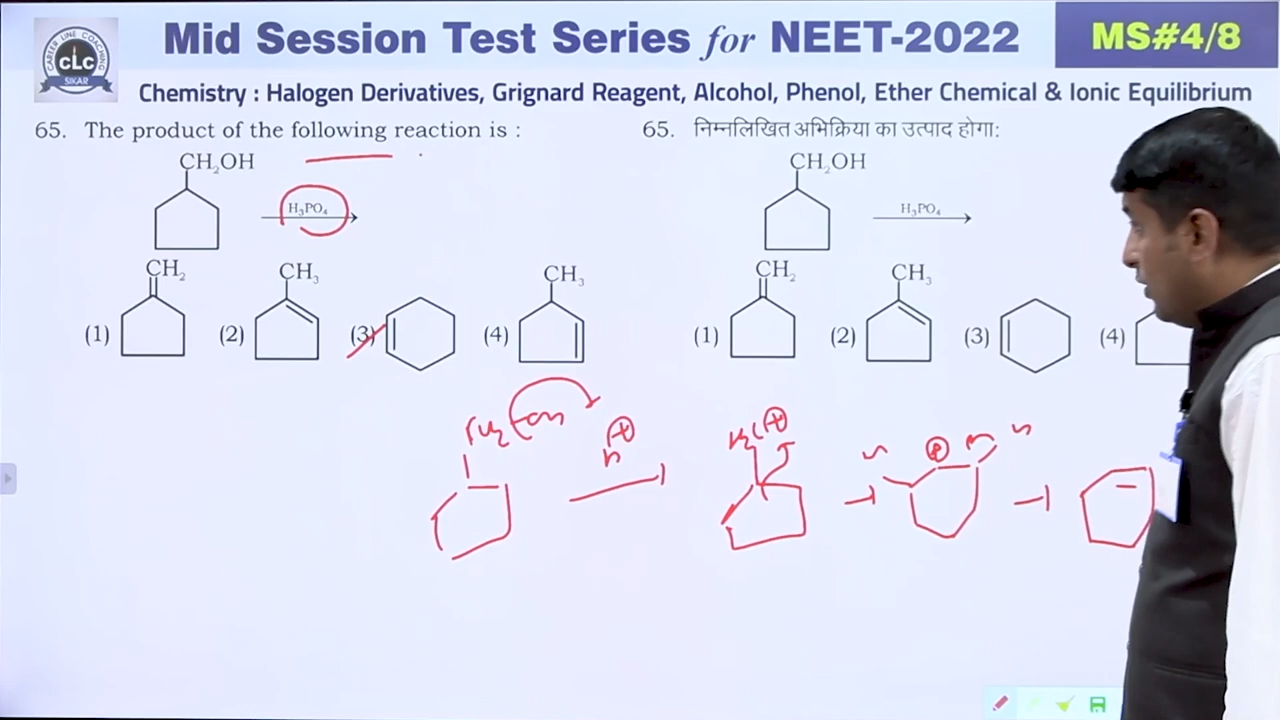 Mid Session Test Series for NEET-2022
MS#4/8
CAREER LINE COACHING
CLC
SIKAR
Chemistry : Halogen Derivatives, Grignard Reagent, Alcohol, Phenol, Ether Chemical & Ionic Equilibrium
65. The product of the following reaction is :
CH₂OH
H₃PO₄
CH₂
CH₃
CH₃
(1)
(2)
(3)
(4)
65. निम्नलिखित अभिक्रिया का उत्पाद होगा:
CH₂OH
H₃PO₄
CH₂
CH₃
(1)
(2)
(3)
(4)